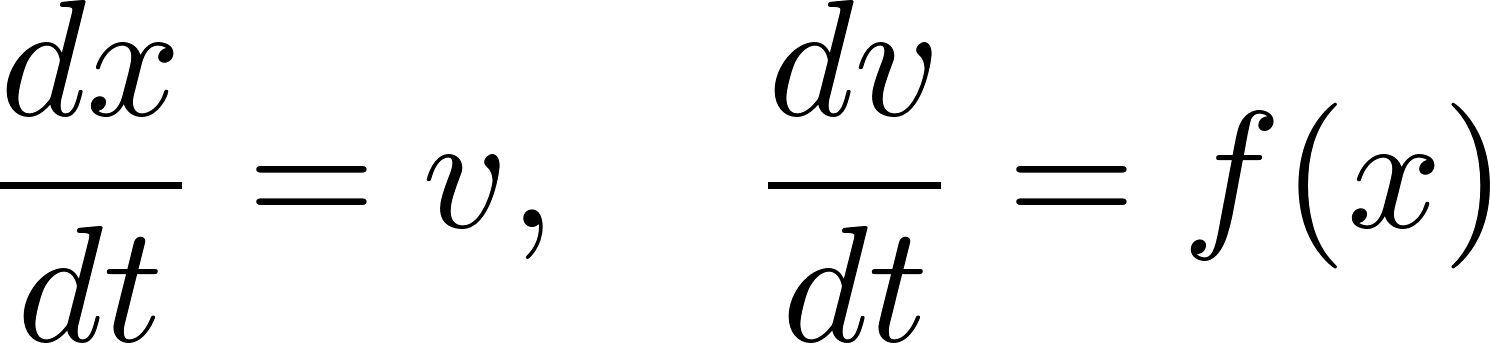 dx/dt = v, dv/dt = f(x)